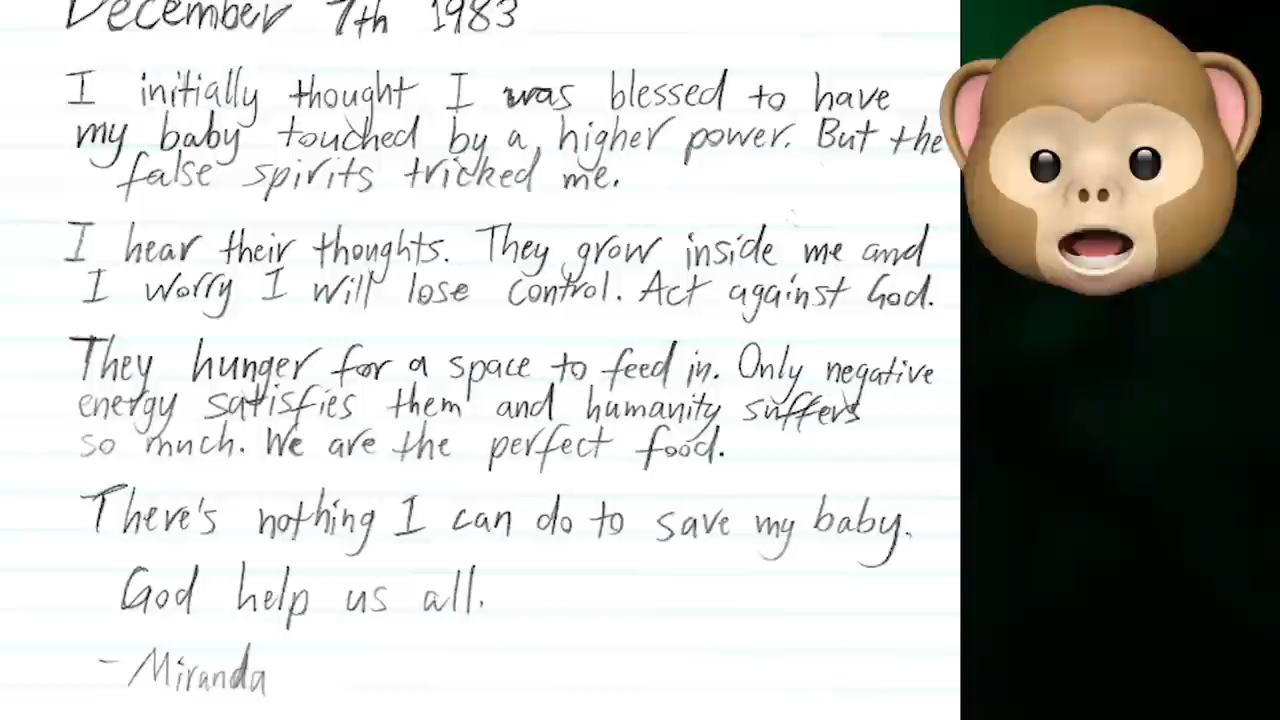 December 7th 1983
I initially thought I was blessed to have
my baby touched by a higher power. But the
false spirits tricked me.
I hear their thoughts. They grow inside me and
I worry I will lose control. Act against God.
They hunger for a space to feed in. Only negative
energy satisfies them and humanity suffers
so much. We are the perfect food.
There's nothing I can do to save my baby.
God help us all.
- Miranda